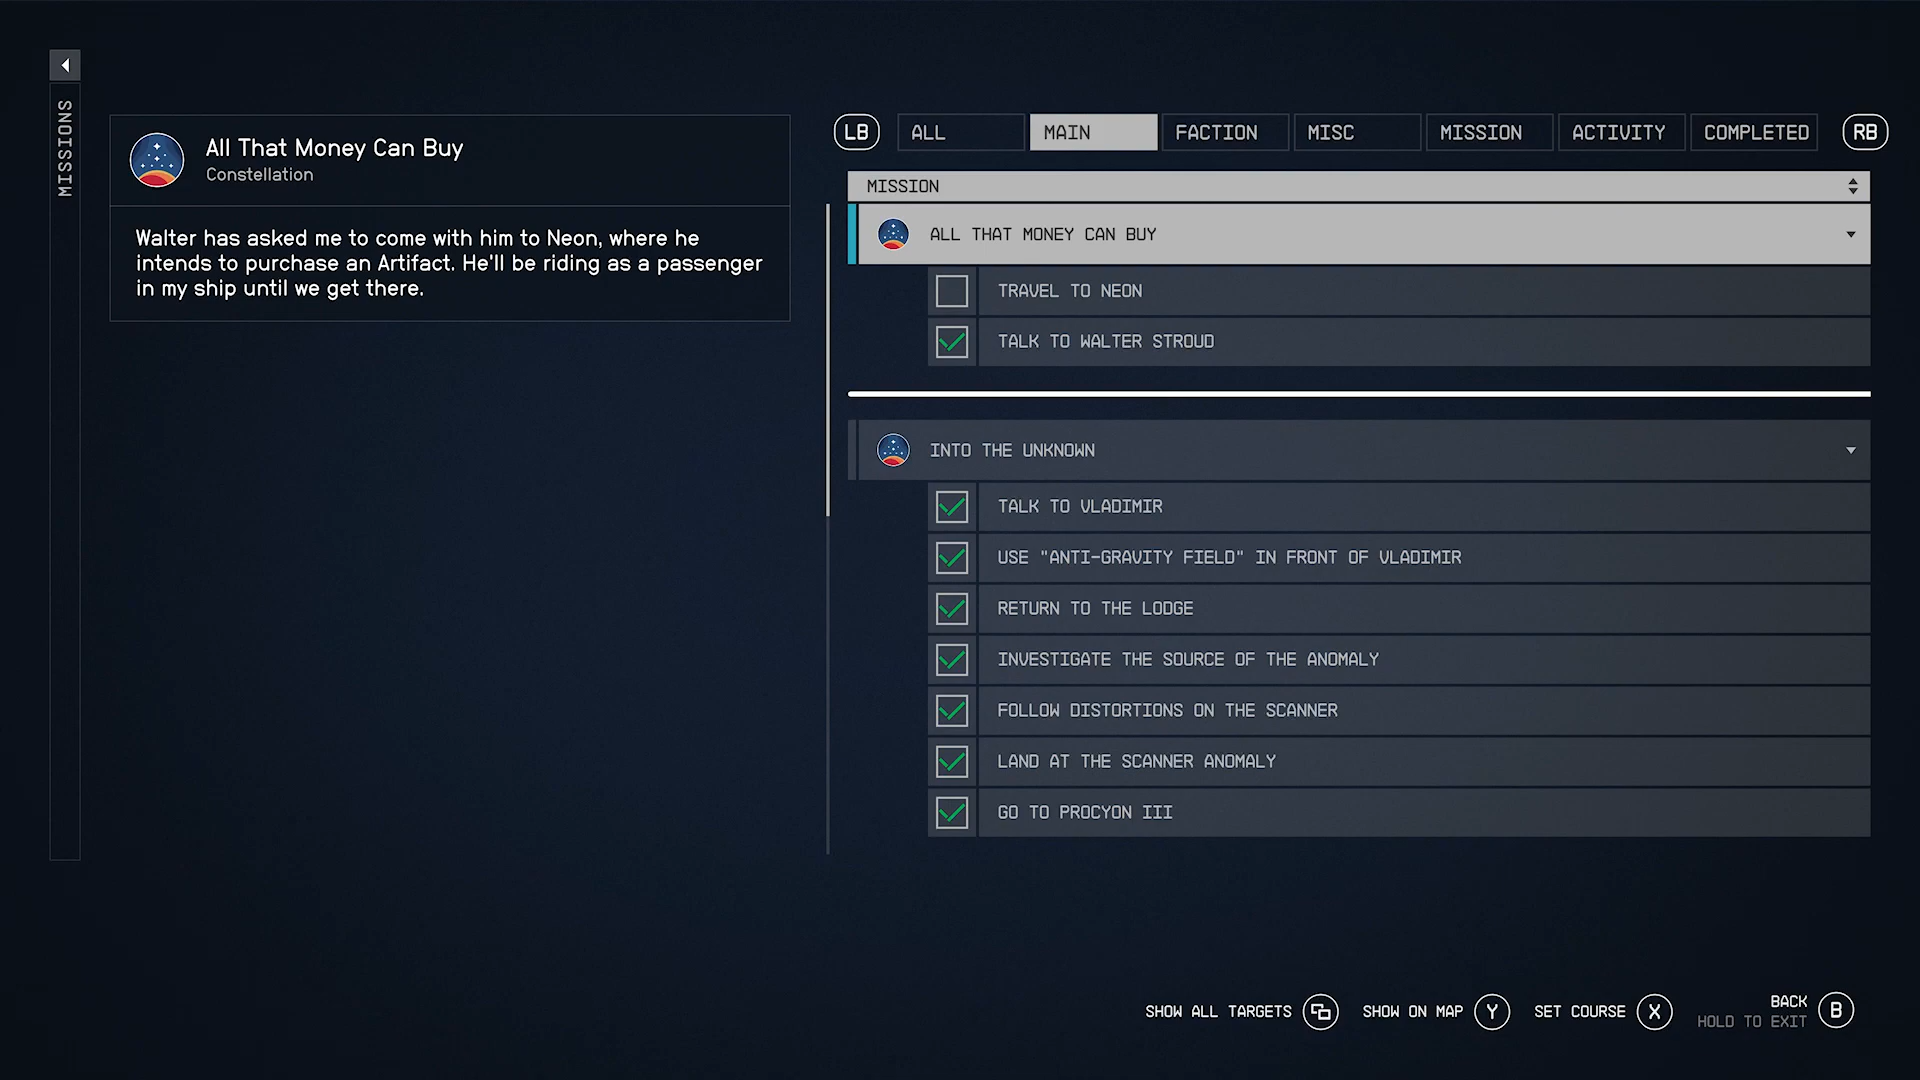 MISSIONS
All That Money Can Buy
Constellation
Walter has asked me to come with him to Neon, where he
intends to purchase an Artifact. He'll be riding as a passenger
in my ship until we get there.
LB ALL MAIN FACTION MISC MISSION ACTIVITY COMPLETED RB
MISSION
ALL THAT MONEY CAN BUY
TRAVEL TO NEON
TALK TO WALTER STROUD
INTO THE UNKNOWN
TALK TO VLADIMIR
USE "ANTI-GRAVITY FIELD" IN FRONT OF VLADIMIR
RETURN TO THE LODGE
INVESTIGATE THE SOURCE OF THE ANOMALY
FOLLOW DISTORTIONS ON THE SCANNER
LAND AT THE SCANNER ANOMALY
GO TO PROCYON III
SHOW ALL TARGETS SHOW ON MAP Y SET COURSE X BACK B
HOLD TO EXIT